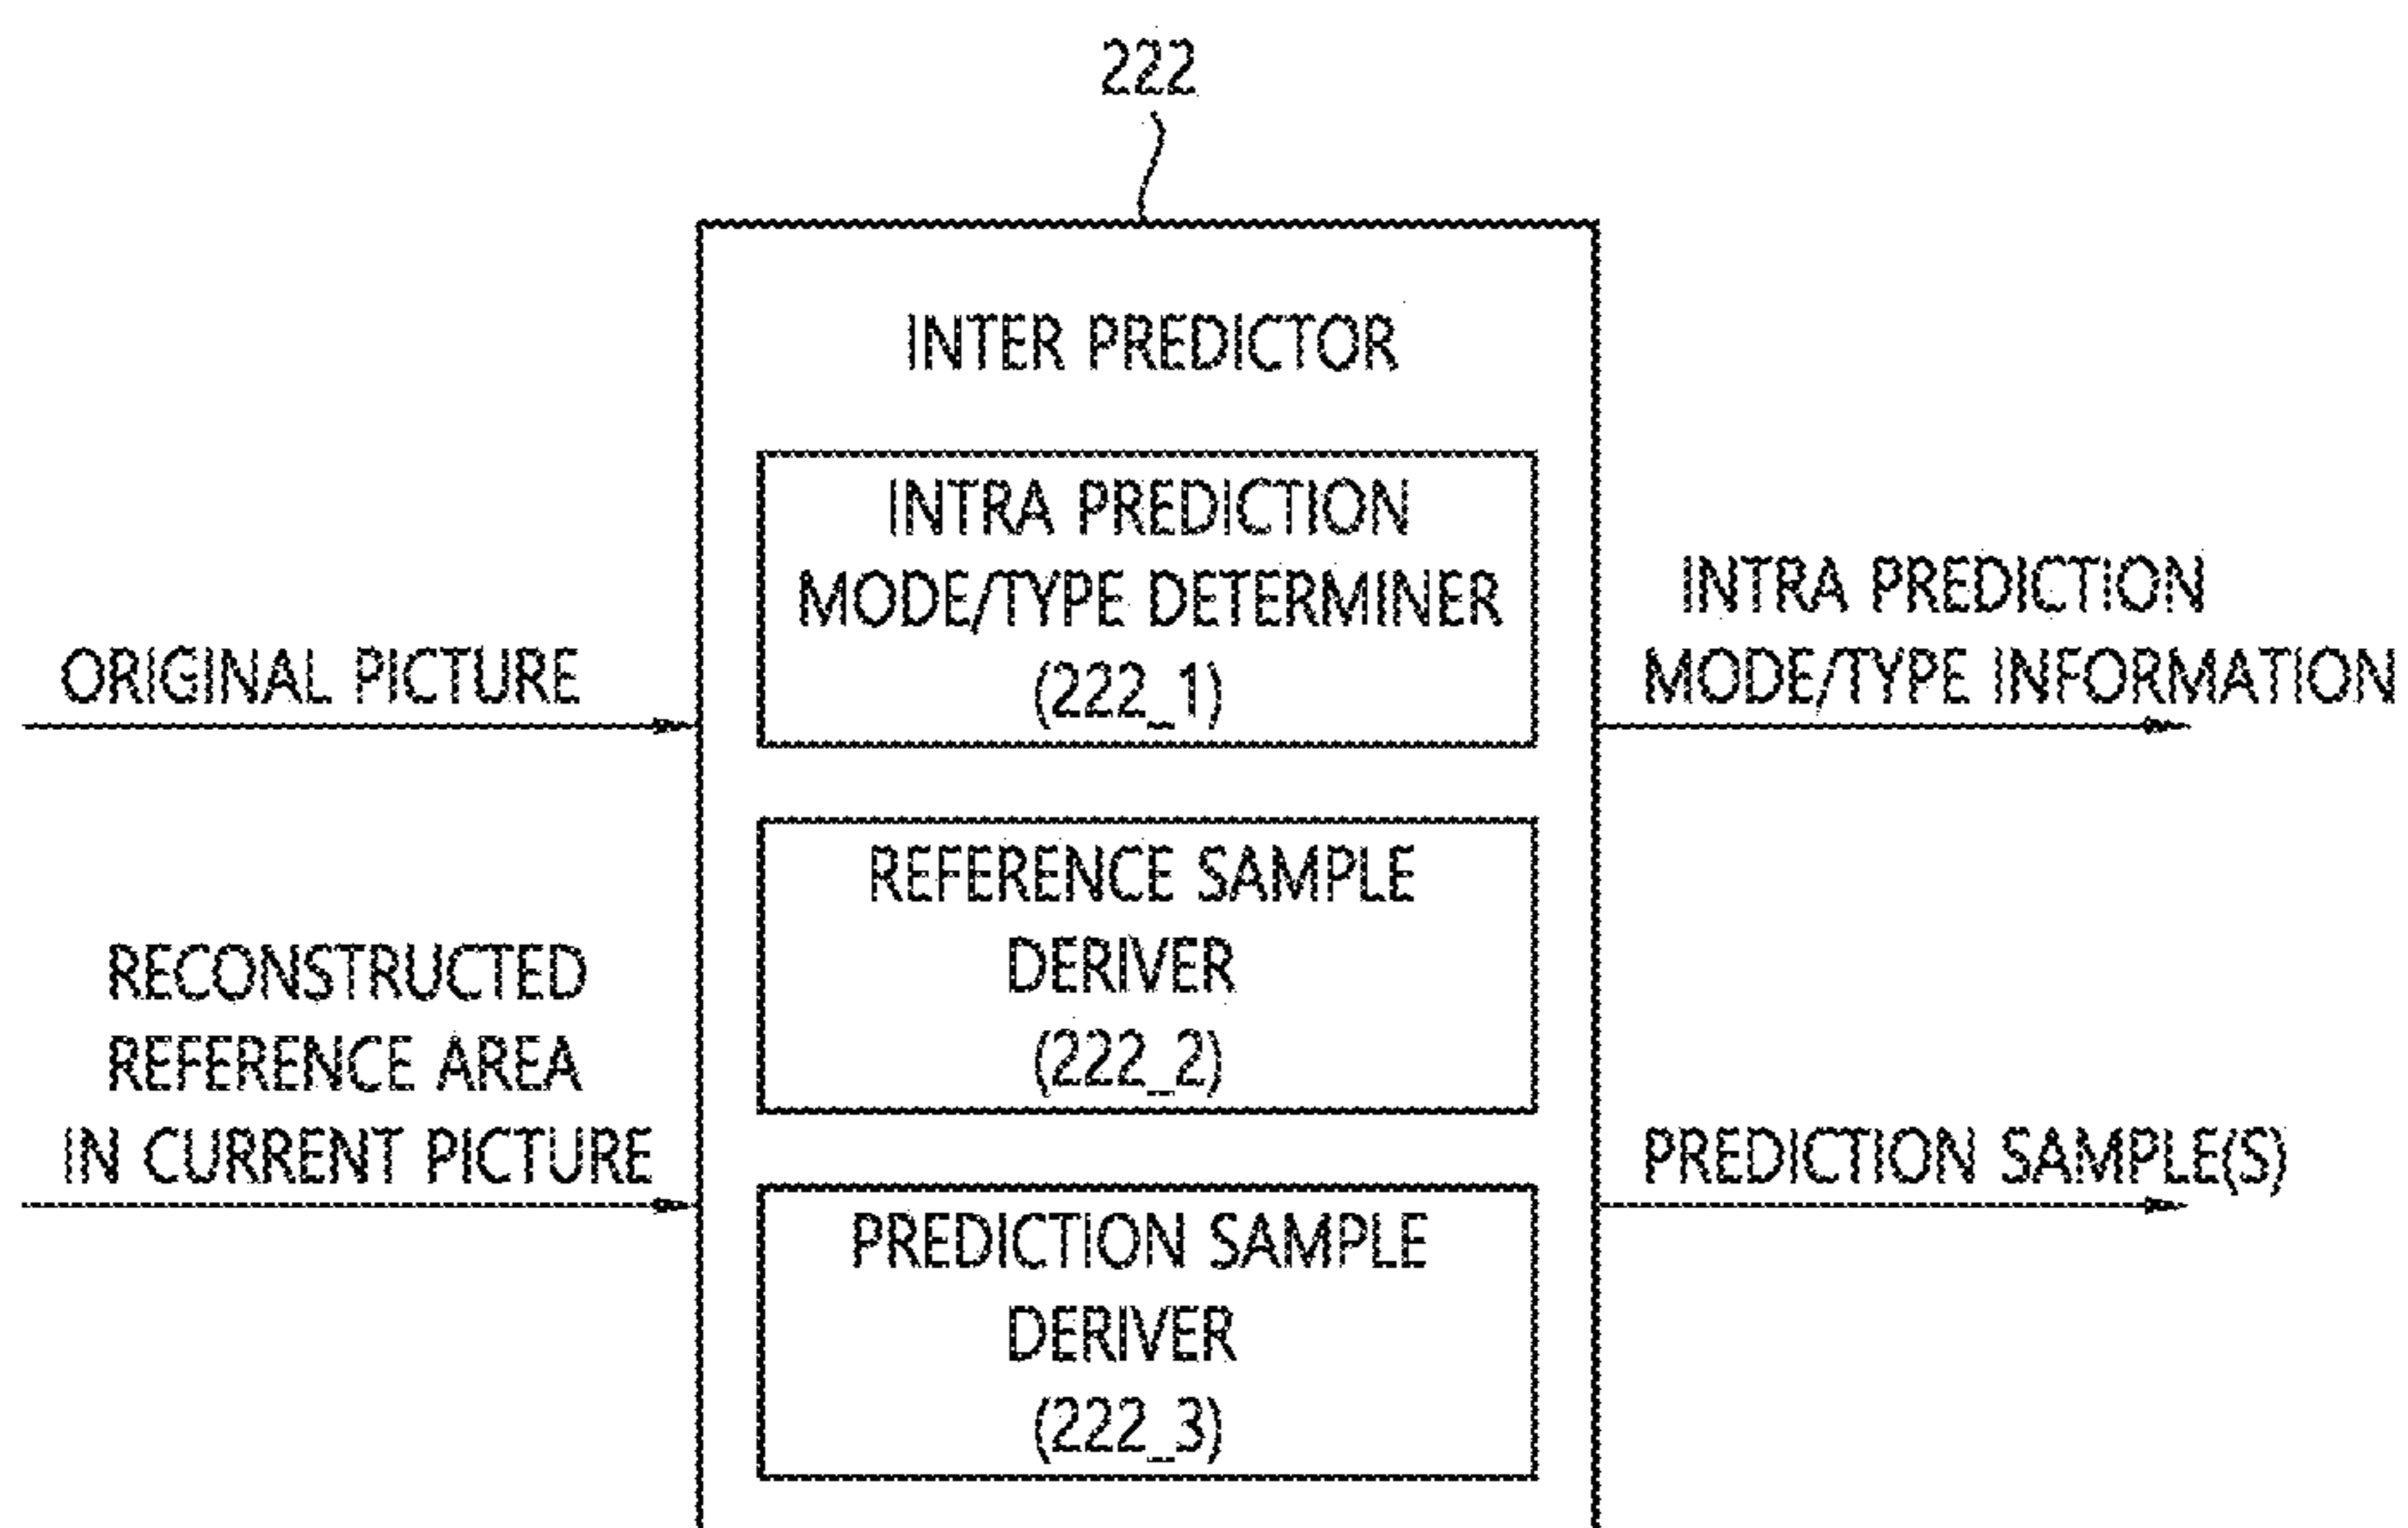 222
INTER PREDICTOR
INTRA PREDICTION
MODE/TYPE DETERMINER
(222_1)
REFERENCE SAMPLE
DERIVER
(222_2)
PREDICTION SAMPLE
DERIVER
(222_3)
ORIGINAL PICTURE
RECONSTRUCTED
REFERENCE AREA
IN CURRENT PICTURE
INTRA PREDICTION
MODE/TYPE INFORMATION
PREDICTION SAMPLE(S)